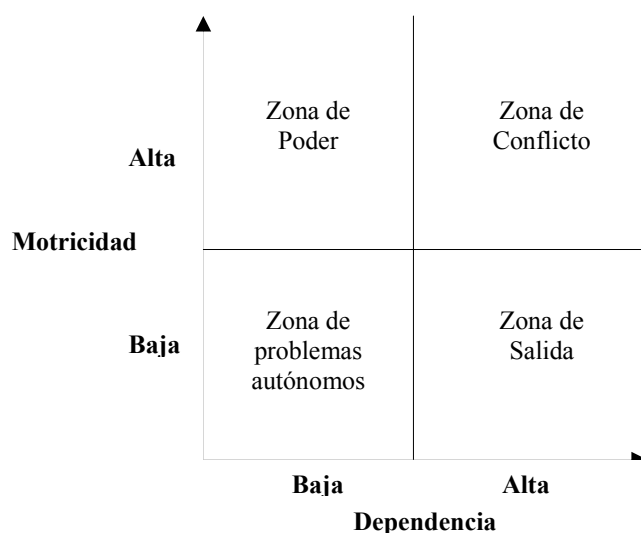 Zona de
Poder
Zona de
Conflicto
Alta
Motricidad
Baja
Zona de
problemas
autónomos
Zona de
Salida
Baja
Alta
Dependencia